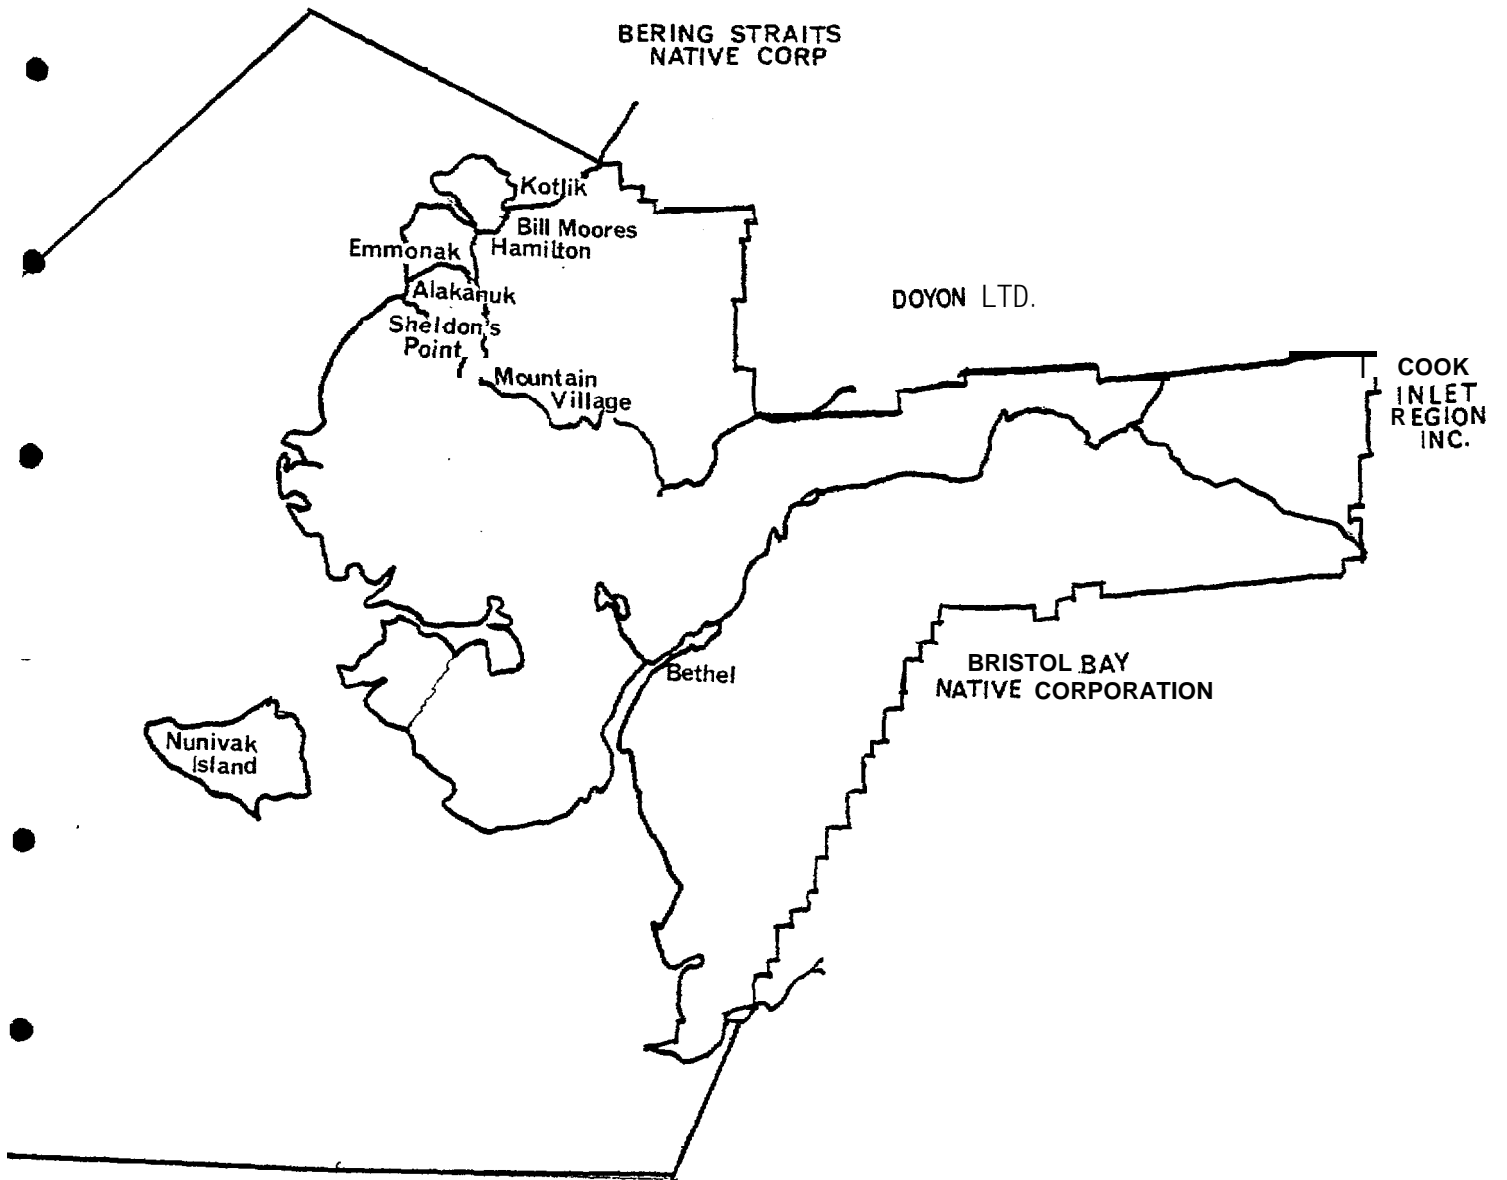 BERING STRAITS
NATIVE CORP
Kotlik
Bill Moores
Hamilton
Emmonak
Alakanuk
Sheldon's
Point
Mountain
Village
DOYON LTD.
COOK
INLET
REGION
INC.
Bethel
BRISTOL BAY
NATIVE CORPORATION
Nunivak
Island